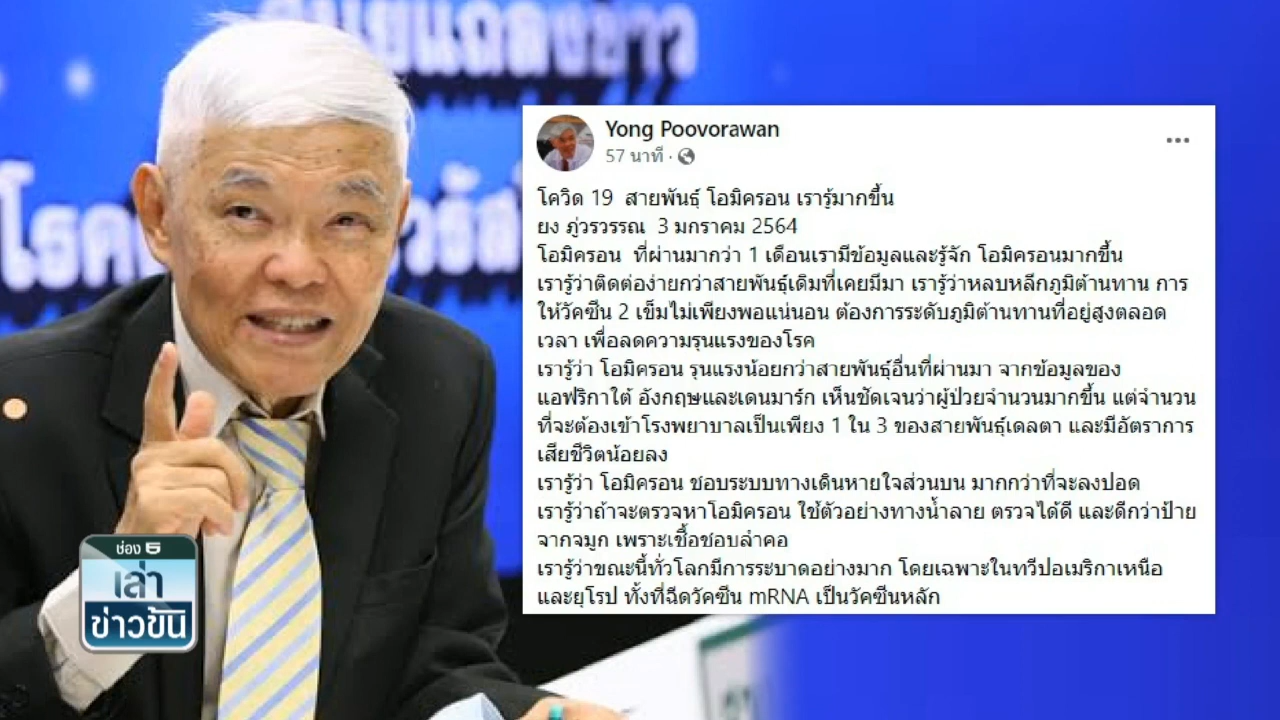 ศูนย์แถลงข่าว
โรค
วรัส
Yong Poovorawan
57 นาที ·
โควิด 19 สายพันธุ์ โอมิครอน เรารู้มากขึ้น
ยง ภู่วรวรรณ 3 มกราคม 2564
โอมิครอน ที่ผ่านมากว่า 1 เดือนเรามีข้อมูลและรู้จัก โอมิครอนมากขึ้น
เรารู้ว่าติดต่อง่ายกว่าสายพันธุ์เดิมที่เคยมีมา เรารู้ว่าหลบหลีกภูมิต้านทาน การ
ให้วัคซีน 2 เข็มไม่เพียงพอแน่นอน ต้องการระดับภูมิต้านทานที่อยู่สูงตลอด
เวลา เพื่อลดความรุนแรงของโรค
เรารู้ว่า โอมิครอน รุนแรงน้อยกว่าสายพันธุ์อื่นที่ผ่านมา จากข้อมูลของ
แอฟริกาใต้ อังกฤษและเดนมาร์ก เห็นชัดเจนว่าผู้ป่วยจำนวนมากขึ้น แต่จำนวน
ที่จะต้องเข้าโรงพยาบาลเป็นเพียง 1 ใน 3 ของสายพันธุ์เดลตา และมีอัตราการ
เสียชีวิตน้อยลง
เรารู้ว่า โอมิครอน ชอบระบบทางเดินหายใจส่วนบน มากกว่าที่จะลงปอด
เรารู้ว่าถ้าจะตรวจหาโอมิครอน ใช้ตัวอย่างทางน้ำลาย ตรวจได้ดี และดีกว่าป้าย
จากจมูก เพราะเชื้อชอบลำคอ
เรารู้ว่าขณะนี้ทั่วโลกมีการระบาดอย่างมาก โดยเฉพาะในทวีปอเมริกาเหนือ
และยุโรป ทั้งที่ฉีดวัคซีน mRNA เป็นวัคซีนหลัก
ช่อง 5
เล่า
ข่าวข้น